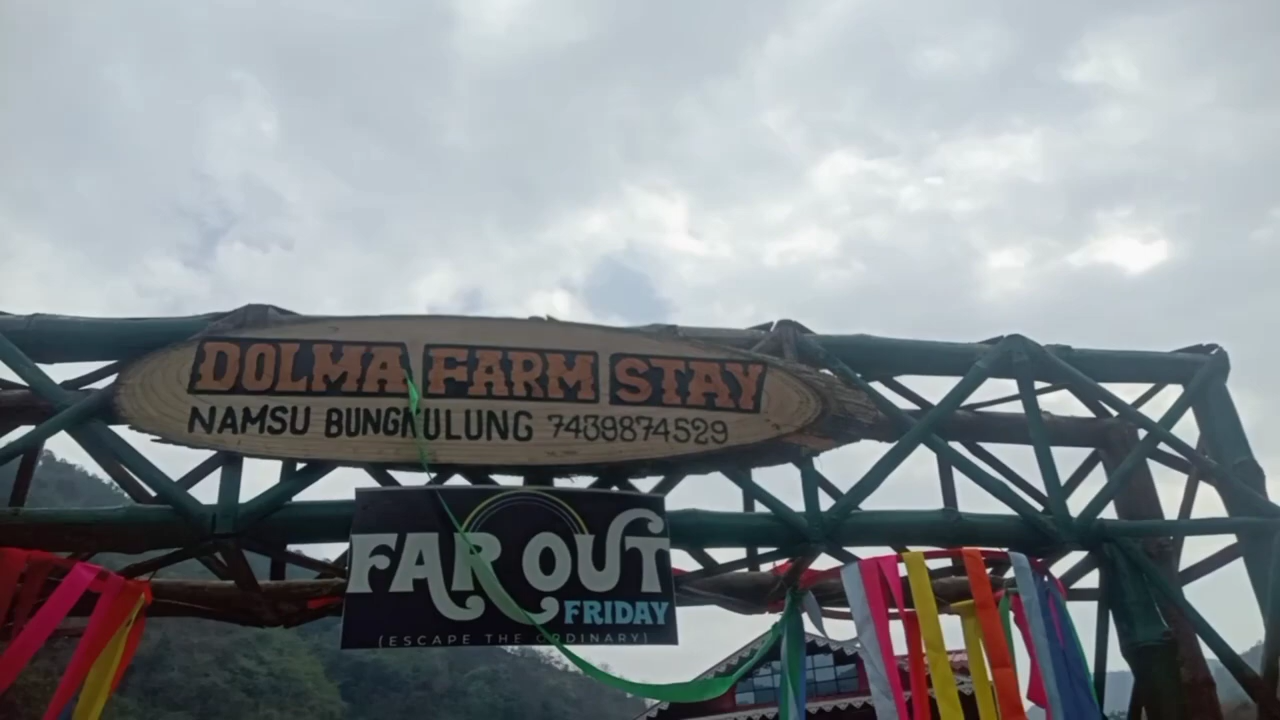 DOLMA FARM STAY
NAMSU BUNGKULUNG 7439874529
FAR OUT
FRIDAY
(ESCAPE THE ORDINARY)